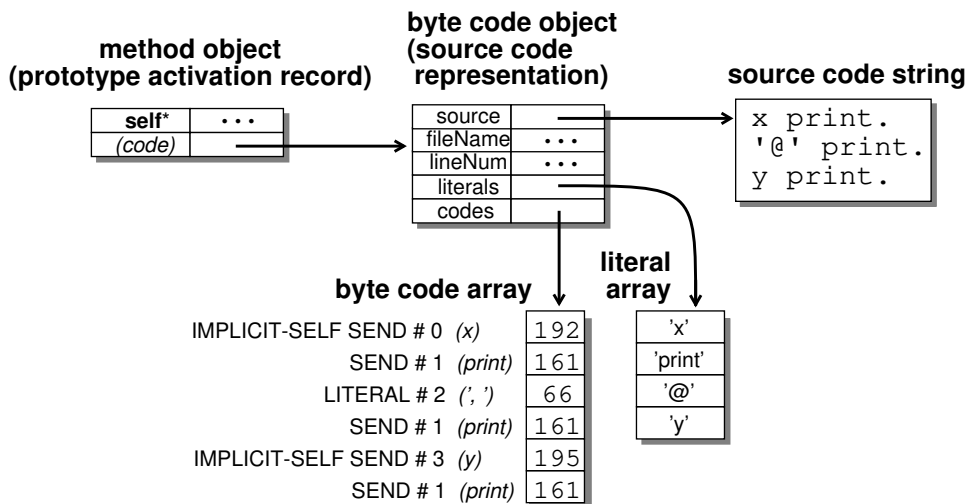 method object
(prototype activation record)
self* • • •
(code)
byte code object
(source code
representation)
source
fileName • • •
lineNum • • •
literals
codes
source code string
x print.
'@' print.
y print.
byte code array
IMPLICIT-SELF SEND # 0 (x) 192
SEND # 1 (print) 161
LITERAL # 2 (’, ’) 66
SEND # 1 (print) 161
IMPLICIT-SELF SEND # 3 (y) 195
SEND # 1 (print) 161
literal
array
’x’
’print’
’@’
’y’